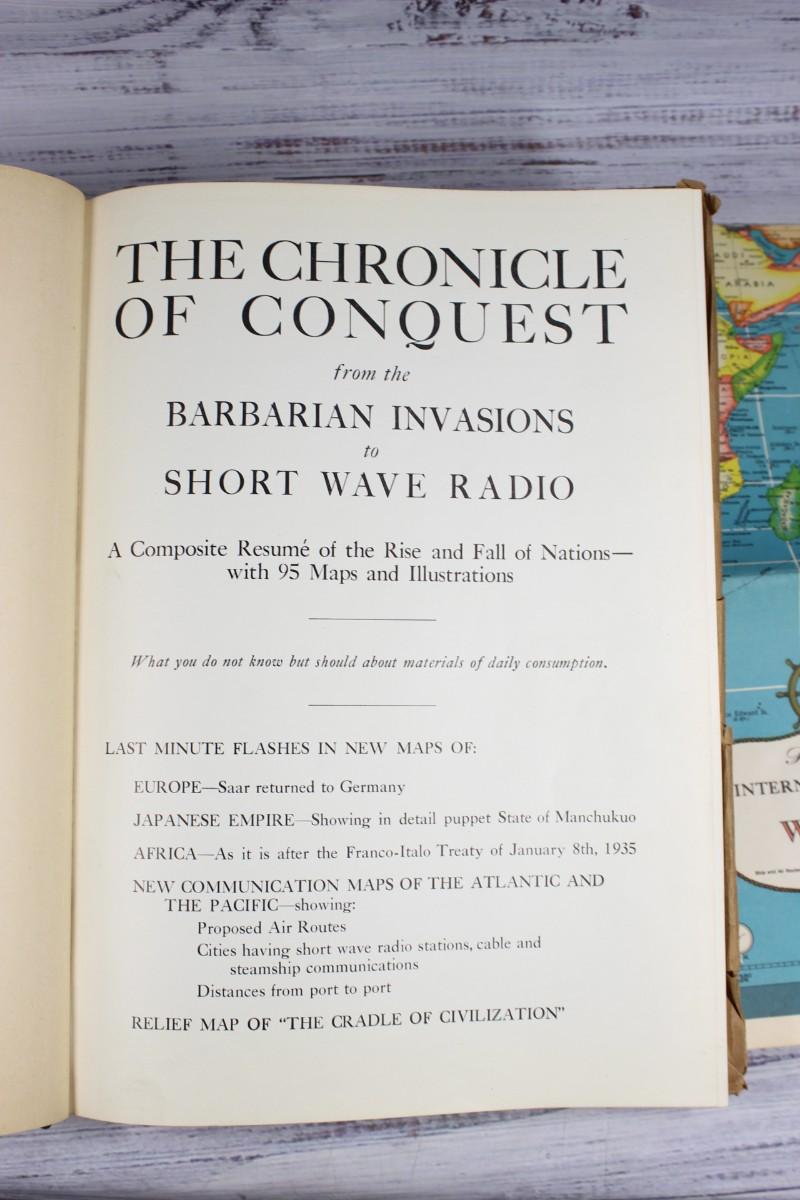 THE CHRONICLE
OF CONQUEST
from the
BARBARIAN INVASIONS
to
SHORT WAVE RADIO
A Composite Resumé of the Rise and Fall of Nations—
with 95 Maps and Illustrations
What you do not know but should about materials of daily consumption.
LAST MINUTE FLASHES IN NEW MAPS OF:
EUROPE—Saar returned to Germany
JAPANESE EMPIRE—Showing in detail puppet State of Manchukuo
AFRICA—As it is after the Franco-Italo Treaty of January 8th, 1935
NEW COMMUNICATION MAPS OF THE ATLANTIC AND
THE PACIFIC—showing:
Proposed Air Routes
Cities having short wave radio stations, cable and
steamship communications
Distances from port to port
RELIEF MAP OF "THE CRADLE OF CIVILIZATION"
SAUDI
ARABIA
INTERN
W